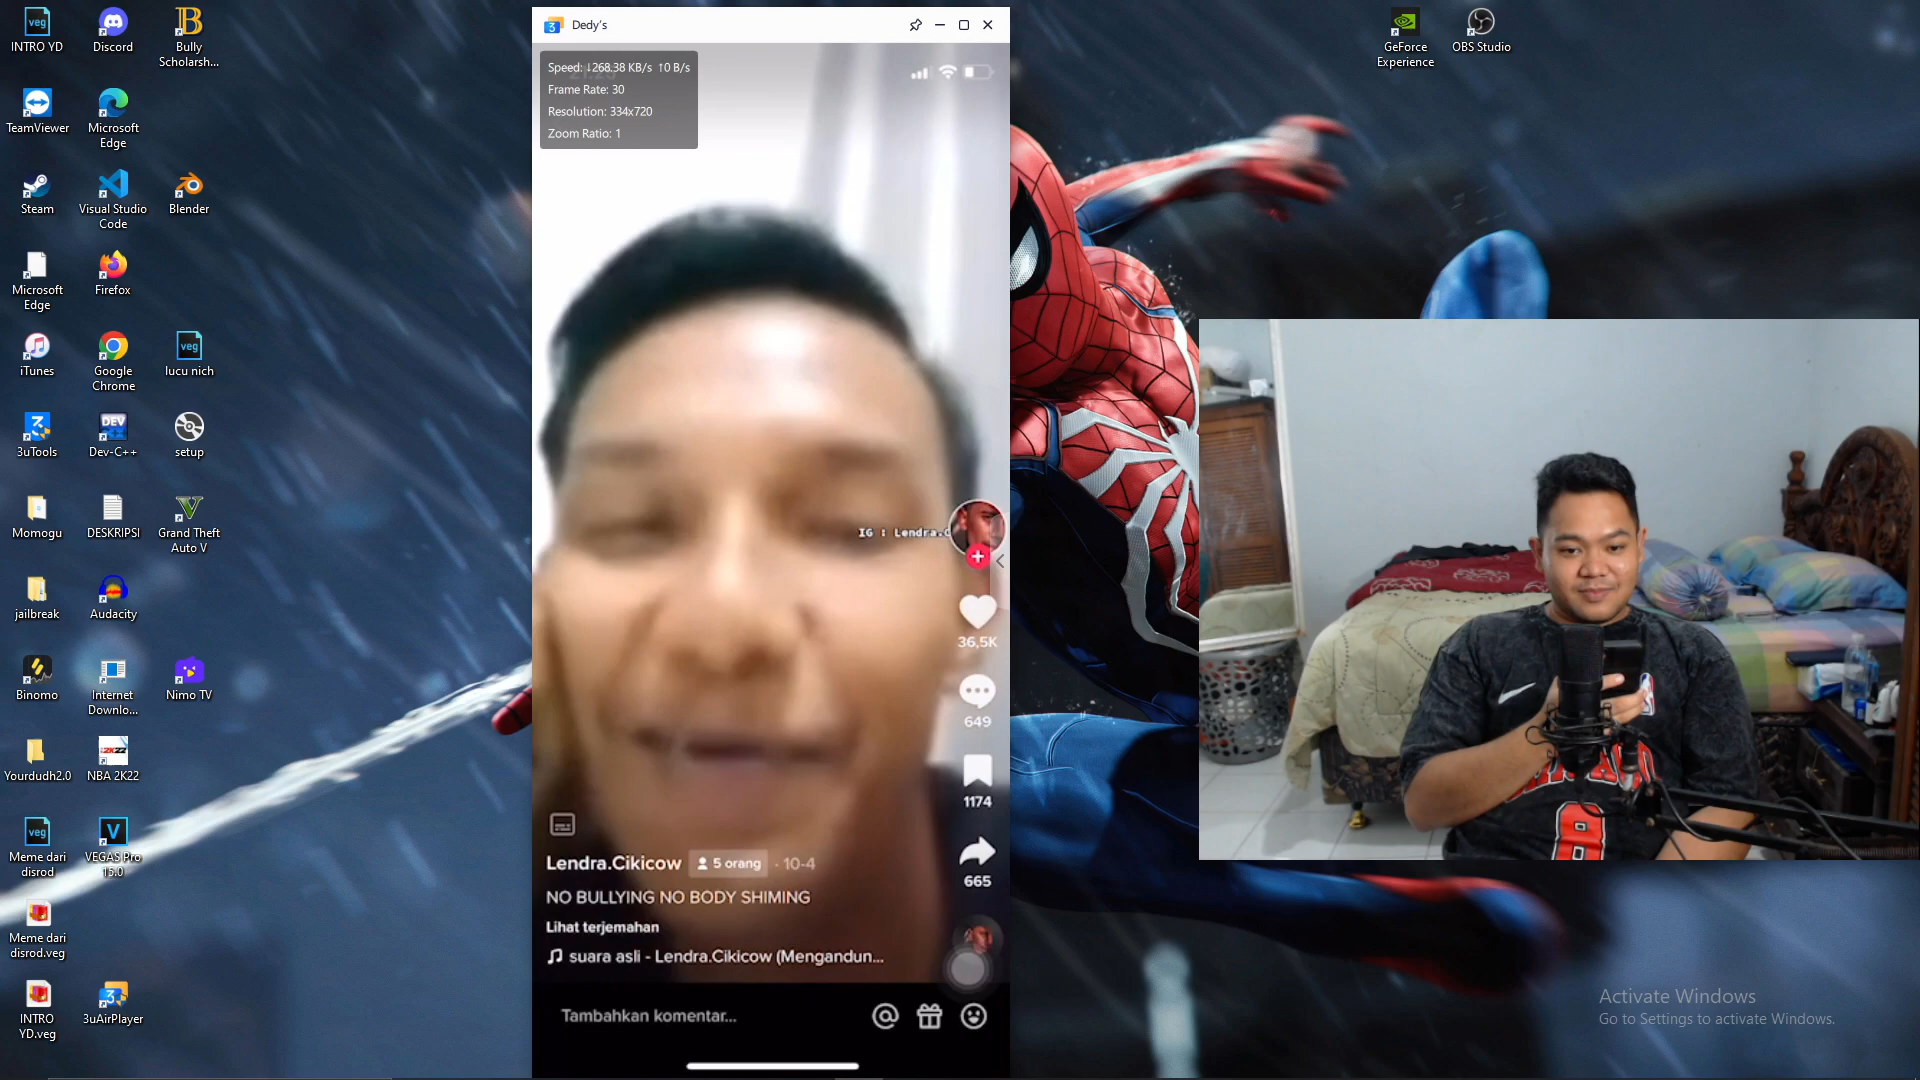 INTRO YD
Discord
Bully
Scholarsh...
TeamViewer
Microsoft
Edge
Steam
Visual Studio
Code
Blender
Microsoft
Edge
Firefox
iTunes
Google
Chrome
lucu nich
3uTools
Dev-C++
setup
Momogu
DESKRIPSI
Grand Theft
Auto V
jailbreak
Audacity
Binomo
Internet
Downlo...
Nimo TV
Yourdudh2.0
NBA 2K22
Meme dari
disrod
VEGAS Pro
15.0
Meme dari
disrod.veg
INTRO
YD.veg
3uAirPlayer
Dedy's
Speed: ↓268.38 KB/s ↑0 B/s
Frame Rate: 30
Resolution: 334x720
Zoom Ratio: 1
IG : Lendra.C
36,5K
649
1174
665
Lendra.Cikicow
5 orang
· 10-4
NO BULLYING NO BODY SHIMING
Lihat terjemahan
suara asli - Lendra.Cikicow (Mengandun...
Tambahkan komentar...
GeForce
Experience
OBS Studio
Activate Windows
Go to Settings to activate Windows.